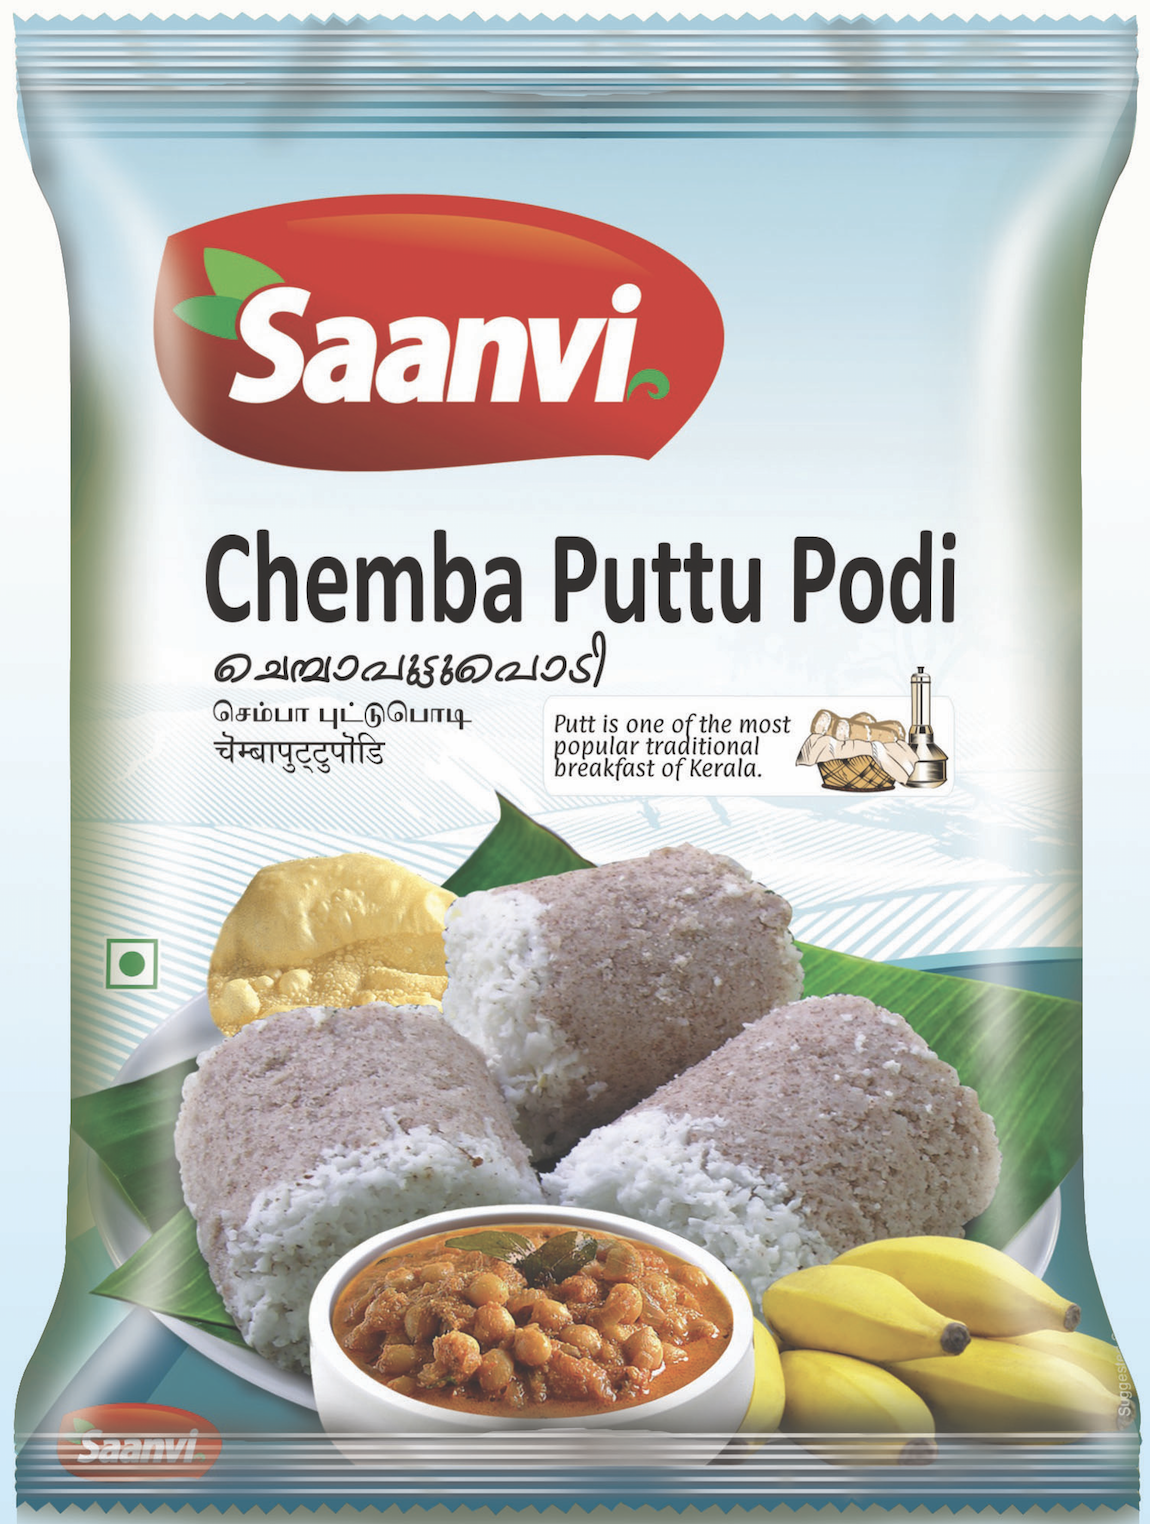 Saanvi
Chemba Puttu Podi
ചെമ്പാപുട്ടുപൊടി
செம்பா புட்டுபொடி
चॆम्बापुट्टुपॊडि
Putt is one of the most
popular traditional
breakfast of Kerala.
Saanvi